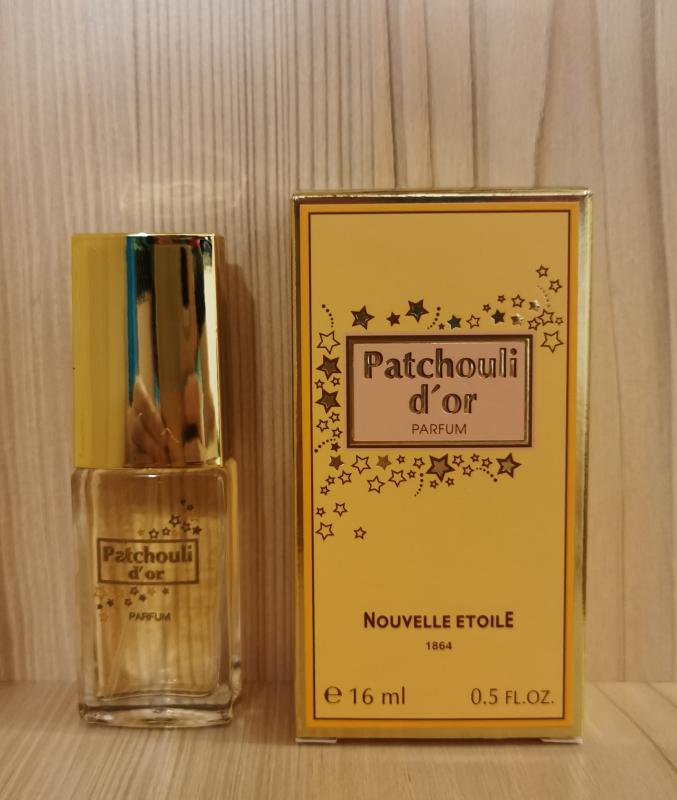 Patchouli
d'or
PARFUM
Patchouli
d´or
PARFUM
NOUVELLE ETOILE
1864
℮ 16 ml 0.5 FL.OZ.